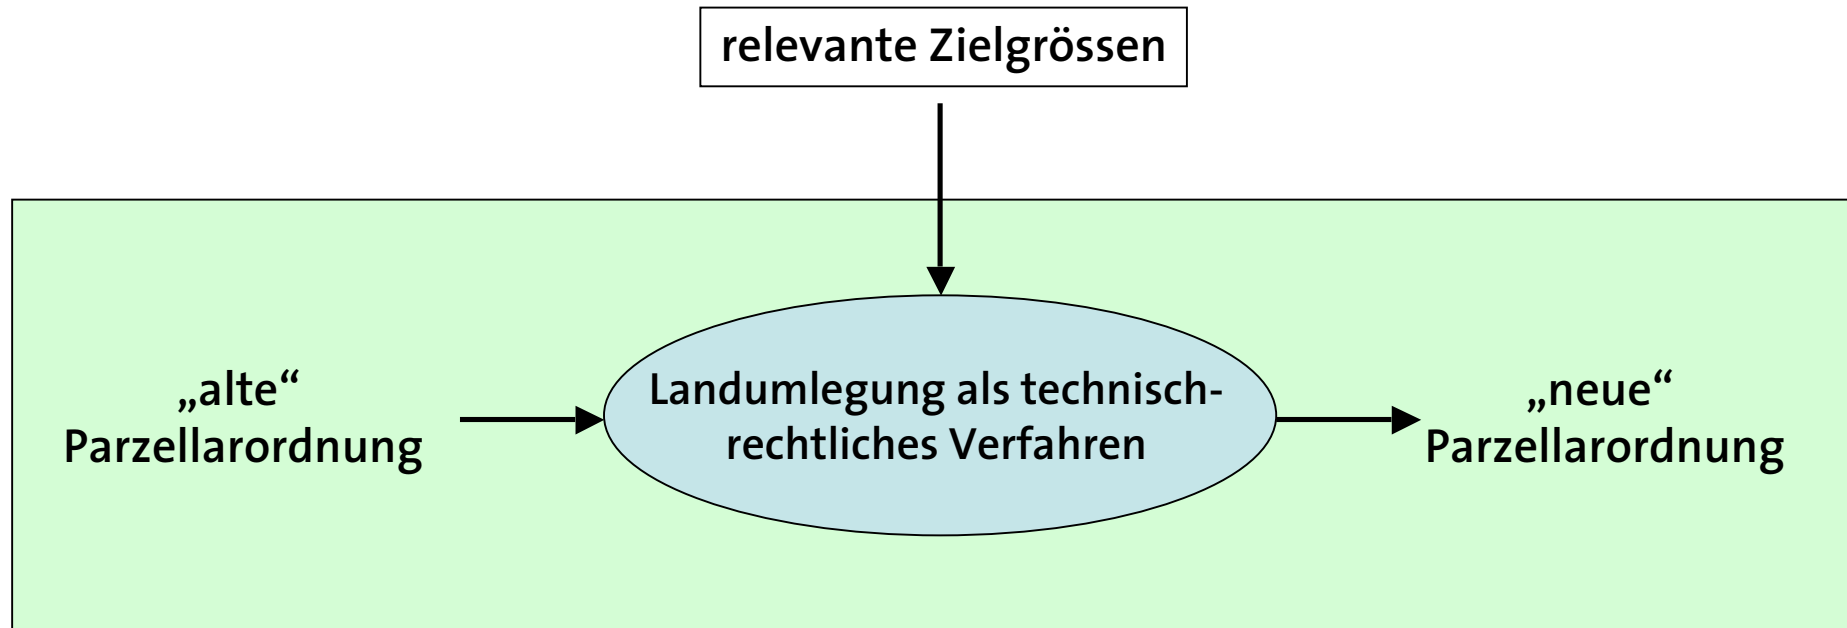 relevante Zielgrössen
„alte“
Parzellarordnung
Landumlegung als technisch-
rechtliches Verfahren
„neue“
Parzellarordnung